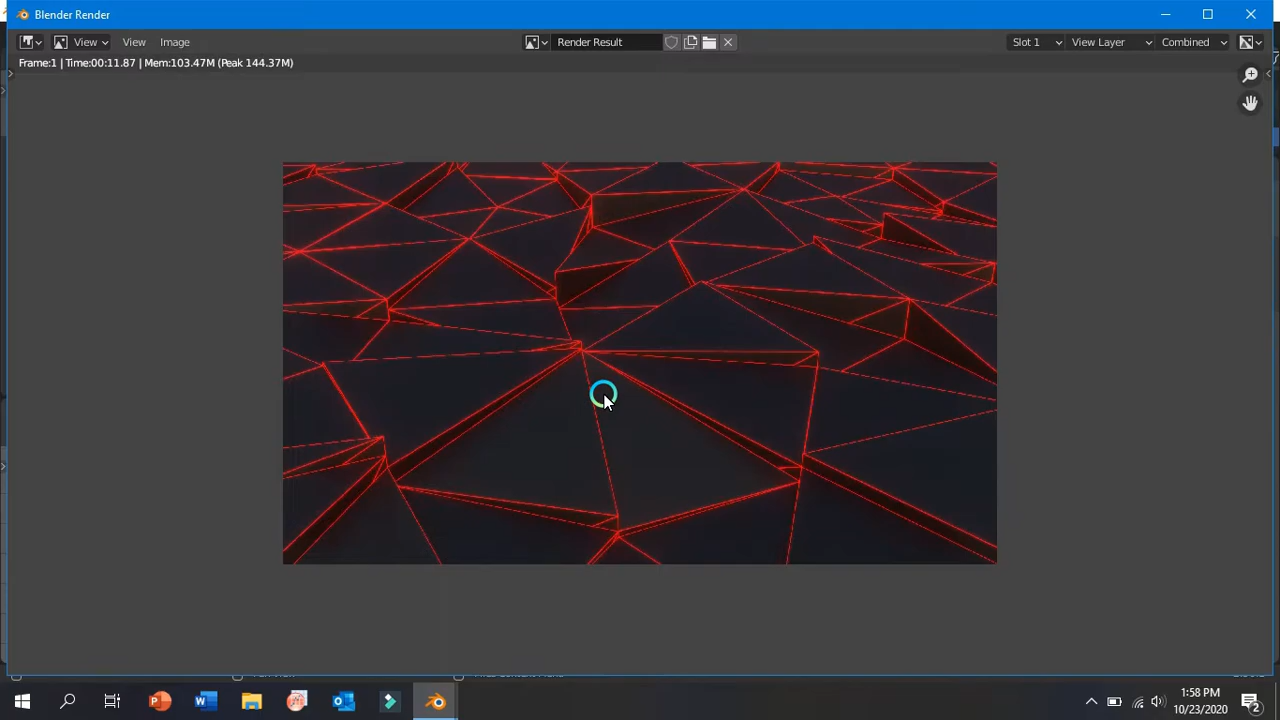 Blender Render
View View Image Render Result Slot 1 View Layer Combined
Frame:1 | Time:00:11.87 | Mem:103.47M (Peak 144.37M)
1:58 PM
10/23/2020
2